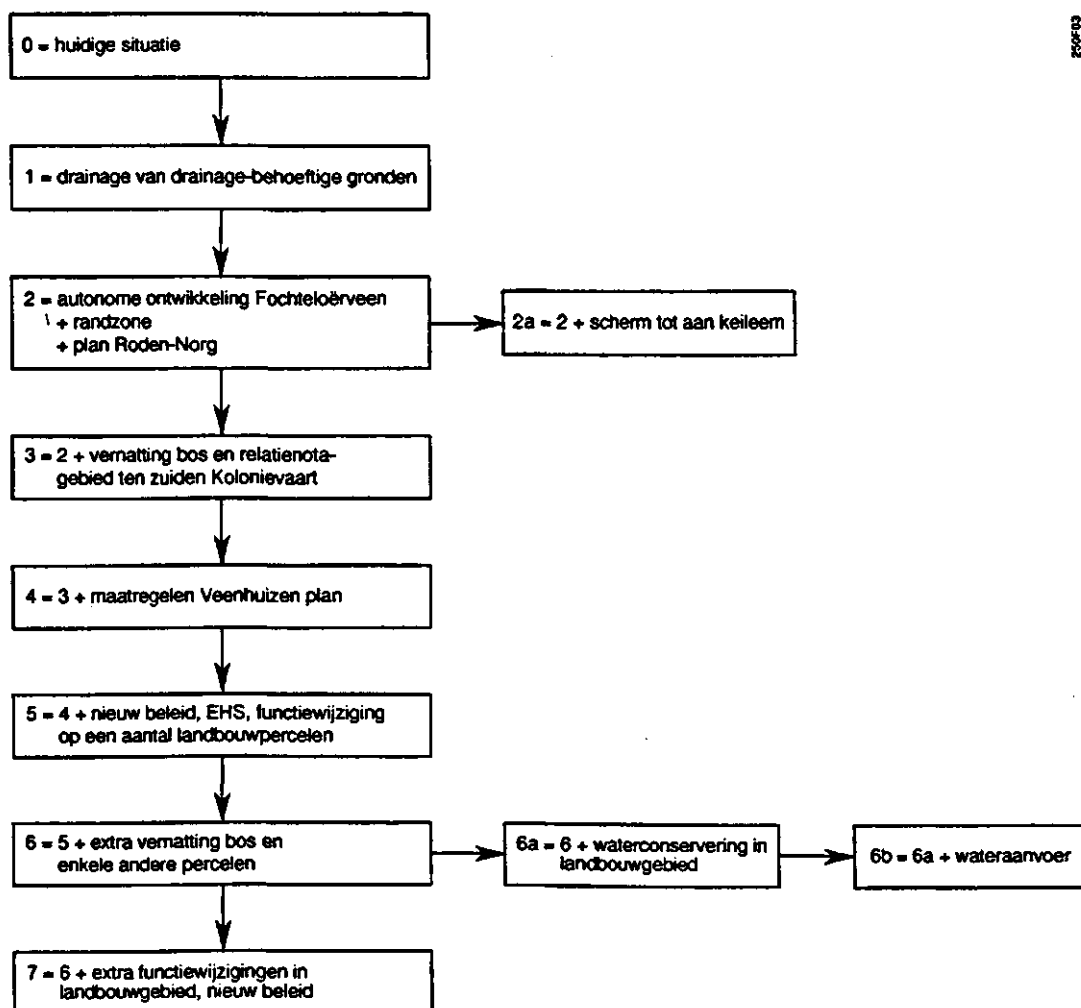 250F03
0 = huidige situatie
1 = drainage van drainage-behoeftige gronden
2 = autonome ontwikkeling Fochteloërveen
+ randzone
+ plan Roden-Norg
2a = 2 + scherm tot aan keileem
3 = 2 + vernatting bos en relatienota-
gebied ten zuiden Kolonievaart
4 = 3 + maatregelen Veenhuizen plan
5 = 4 + nieuw beleid, EHS, functiewijziging
op een aantal landbouwpercelen
6 = 5 + extra vernatting bos en
enkele andere percelen
6a = 6 + waterconservering in
landbouwgebied
6b = 6a + wateraanvoer
7 = 6 + extra functiewijzigingen in
landbouwgebied, nieuw beleid